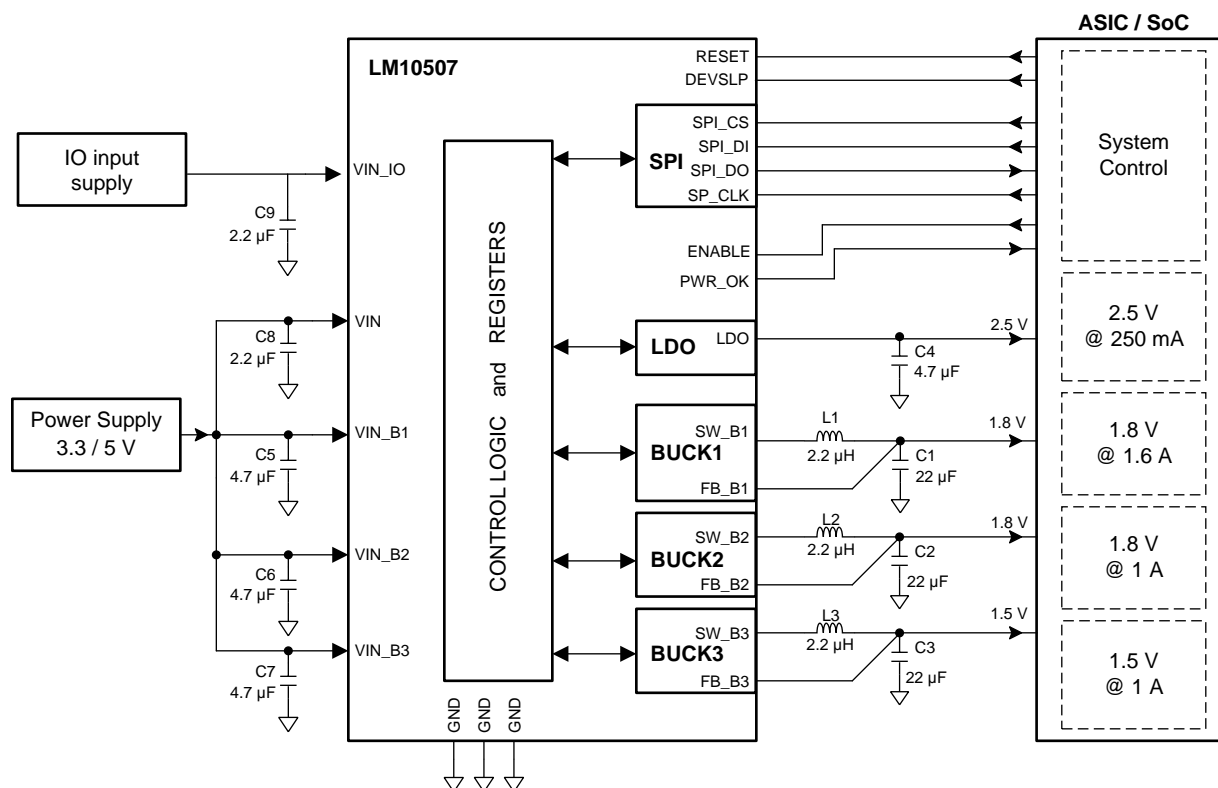 ASIC / SoC
LM10507
RESET
DEVSLP
SPI_CS
SPI_DI
SPI_DO
SP_CLK
SPI
System
Control
IO input
supply
VIN_IO
C9
2.2 µF
ENABLE
PWR_OK
CONTROL LOGIC and REGISTERS
VIN
C8
2.2 µF
LDO
LDO
2.5 V
C4
4.7 µF
2.5 V
@ 250 mA
Power Supply
3.3 / 5 V
VIN_B1
C5
4.7 µF
BUCK1
SW_B1
FB_B1
L1
2.2 µH
1.8 V
C1
22 µF
1.8 V
@ 1.6 A
VIN_B2
C6
4.7 µF
BUCK2
SW_B2
FB_B2
L2
2.2 µH
1.8 V
C2
22 µF
1.8 V
@ 1 A
VIN_B3
C7
4.7 µF
BUCK3
SW_B3
FB_B3
L3
2.2 µH
1.5 V
C3
22 µF
1.5 V
@ 1 A
GND
GND
GND